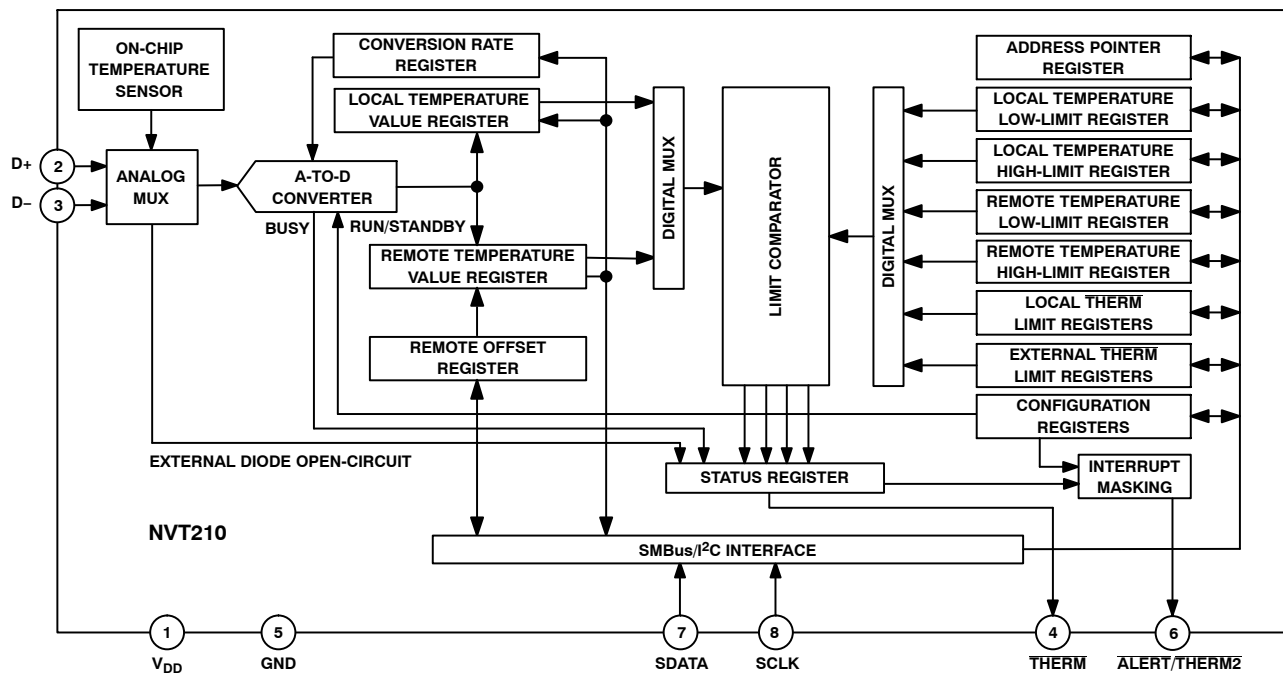 ON-CHIP
TEMPERATURE
SENSOR
CONVERSION RATE
REGISTER
LOCAL TEMPERATURE
VALUE REGISTER
ADDRESS POINTER
REGISTER
LOCAL TEMPERATURE
LOW-LIMIT REGISTER
LOCAL TEMPERATURE
HIGH-LIMIT REGISTER
REMOTE TEMPERATURE
LOW-LIMIT REGISTER
REMOTE TEMPERATURE
HIGH-LIMIT REGISTER
LOCAL THERM
LIMIT REGISTERS
EXTERNAL THERM
LIMIT REGISTERS
CONFIGURATION
REGISTERS
D+
2
D−
3
ANALOG
MUX
A-TO-D
CONVERTER
BUSY
RUN/STANDBY
DIGITAL MUX
LIMIT COMPARATOR
DIGITAL MUX
REMOTE TEMPERATURE
VALUE REGISTER
REMOTE OFFSET
REGISTER
EXTERNAL DIODE OPEN-CIRCUIT
STATUS REGISTER
INTERRUPT
MASKING
NVT210
SMBus/I²C INTERFACE
1
5
7
8
4
6
VDD
GND
SDATA
SCLK
THERM
ALERT/THERM2